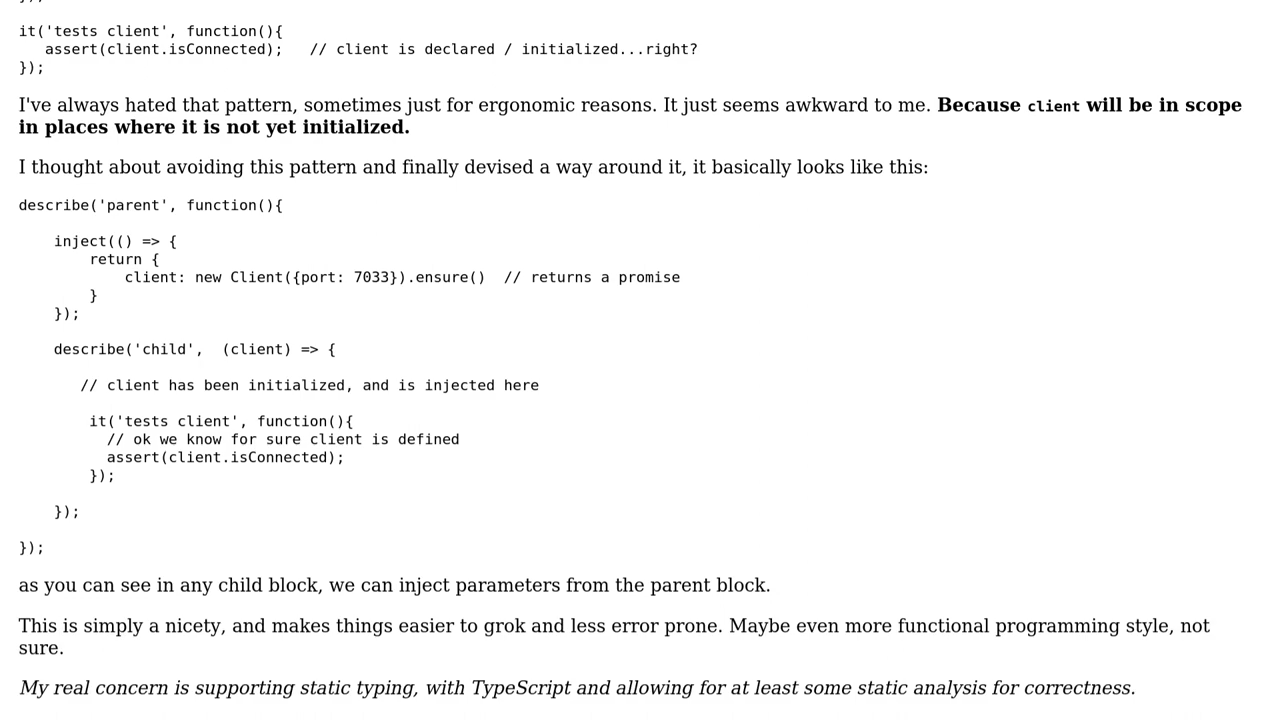 it('tests client', function(){
   assert(client.isConnected);   // client is declared / initialized...right?
});
I've always hated that pattern, sometimes just for ergonomic reasons. It just seems awkward to me. Because client will be in scope
in places where it is not yet initialized.
I thought about avoiding this pattern and finally devised a way around it, it basically looks like this:
describe('parent', function(){
    inject(() => {
        return {
            client: new Client({port: 7033}).ensure()  // returns a promise
        }
    });
    describe('child',  (client) => {
       // client has been initialized, and is injected here
        it('tests client', function(){
          // ok we know for sure client is defined
          assert(client.isConnected);
        });
    });
});
as you can see in any child block, we can inject parameters from the parent block.
This is simply a nicety, and makes things easier to grok and less error prone. Maybe even more functional programming style, not
sure.
My real concern is supporting static typing, with TypeScript and allowing for at least some static analysis for correctness.